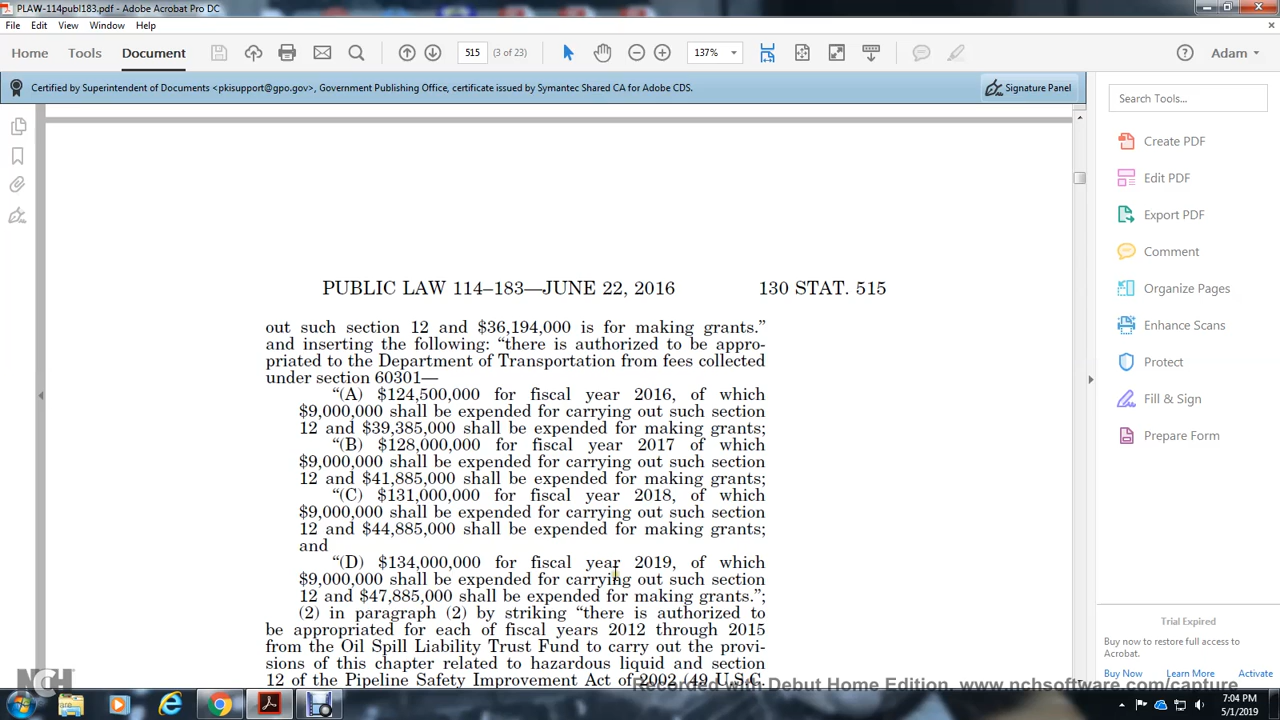 PLAW-114publ183.pdf - Adobe Acrobat Pro DC
File Edit View Window Help
Home Tools Document 515 (3 of 23) 137% Adam
Certified by Superintendent of Documents <pkisupport@gpo.gov>, Government Publishing Office, certificate issued by Symantec Shared CA for Adobe CDS.
Signature Panel
PUBLIC LAW 114–183—JUNE 22, 2016 130 STAT. 515
out such section 12 and $36,194,000 is for making grants.”
and inserting the following: “there is authorized to be appro-
priated to the Department of Transportation from fees collected
under section 60301—
“(A) $124,500,000 for fiscal year 2016, of which
$9,000,000 shall be expended for carrying out such section
12 and $39,385,000 shall be expended for making grants;
“(B) $128,000,000 for fiscal year 2017 of which
$9,000,000 shall be expended for carrying out such section
12 and $41,885,000 shall be expended for making grants;
“(C) $131,000,000 for fiscal year 2018, of which
$9,000,000 shall be expended for carrying out such section
12 and $44,885,000 shall be expended for making grants;
and
“(D) $134,000,000 for fiscal year 2019, of which
$9,000,000 shall be expended for carrying out such section
12 and $47,885,000 shall be expended for making grants.”;
(2) in paragraph (2) by striking “there is authorized to
be appropriated for each of fiscal years 2012 through 2015
from the Oil Spill Liability Trust Fund to carry out the provi-
sions of this chapter related to hazardous liquid and section
12 of the Pipeline Safety Improvement Act of 2002 (49 U.S.C.
Search Tools...
Create PDF
Edit PDF
Export PDF
Comment
Organize Pages
Enhance Scans
Protect
Fill & Sign
Prepare Form
Trial Expired
Buy now to restore full access to
Acrobat.
Buy Now Learn More Activate
NCH
Recorded with Debut Home Edition. www.nchsoftware.com/capture
7:04 PM
5/1/2019